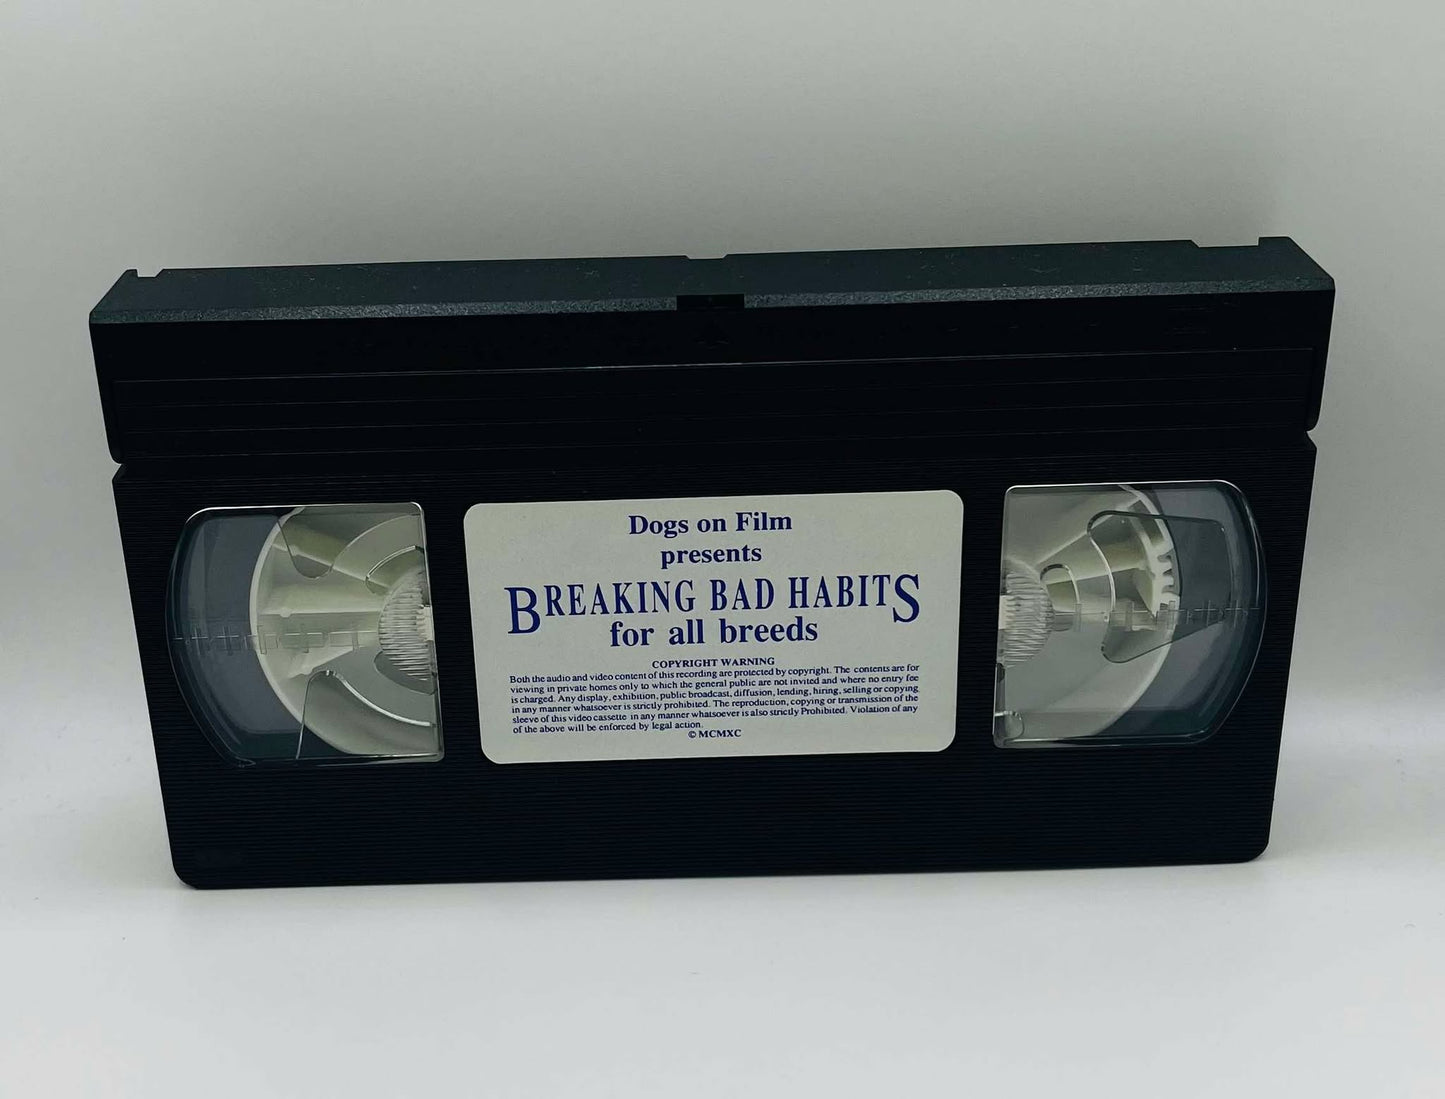 Dogs on Film
presents
BREAKING BAD HABITS
for all breeds
COPYRIGHT WARNING
Both the audio and video content of this recording are protected by copyright. The contents are for
viewing in private homes only to which the general public are not invited and where no entry fee
is charged. Any display, exhibition, public broadcast, diffusion, lending, hiring, selling or copying
in any manner whatsoever is strictly prohibited. The reproduction, copying or transmission of the
sleeve of this video cassette in any manner whatsoever is also strictly Prohibited. Violation of any
of the above will be enforced by legal action.
© MCMXC